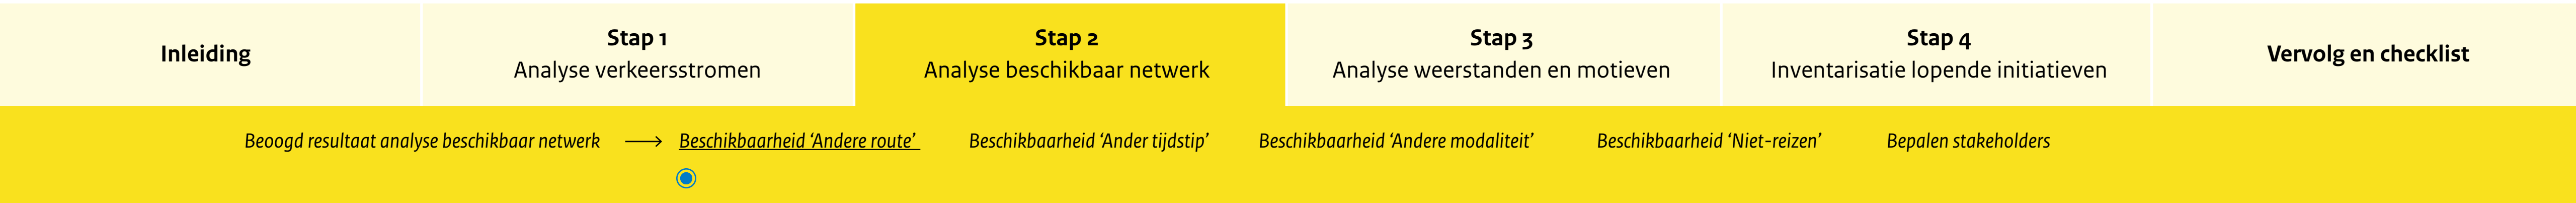 Inleiding
Stap 1
Analyse verkeersstromen
Stap 2
Analyse beschikbaar netwerk
Stap 3
Analyse weerstanden en motieven
Stap 4
Inventarisatie lopende initiatieven
Vervolg en checklist
Beoogd resultaat analyse beschikbaar netwerk
Beschikbaarheid ‘Andere route’
Beschikbaarheid ‘Ander tijdstip’
Beschikbaarheid ‘Andere modaliteit’
Beschikbaarheid ‘Niet-reizen’
Bepalen stakeholders